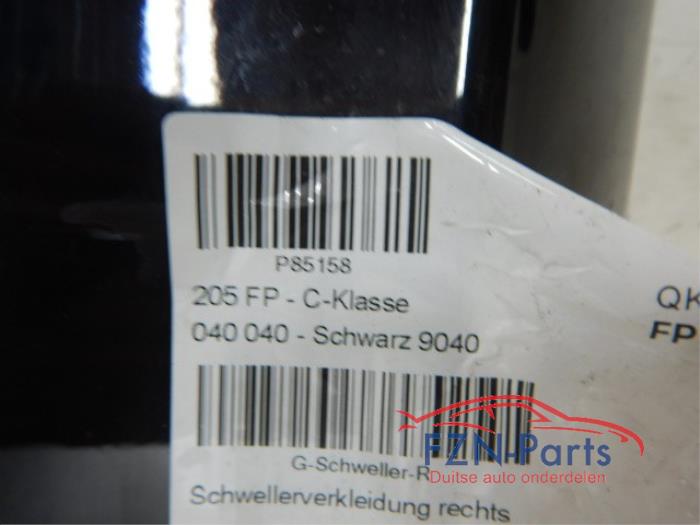 P85158
205 FP - C-Klasse
040 040 - Schwarz 9040
QK
FP
G-Schweller-R
Schwellerverkleidung rechts
FZN-Parts
Duitse auto onderdelen